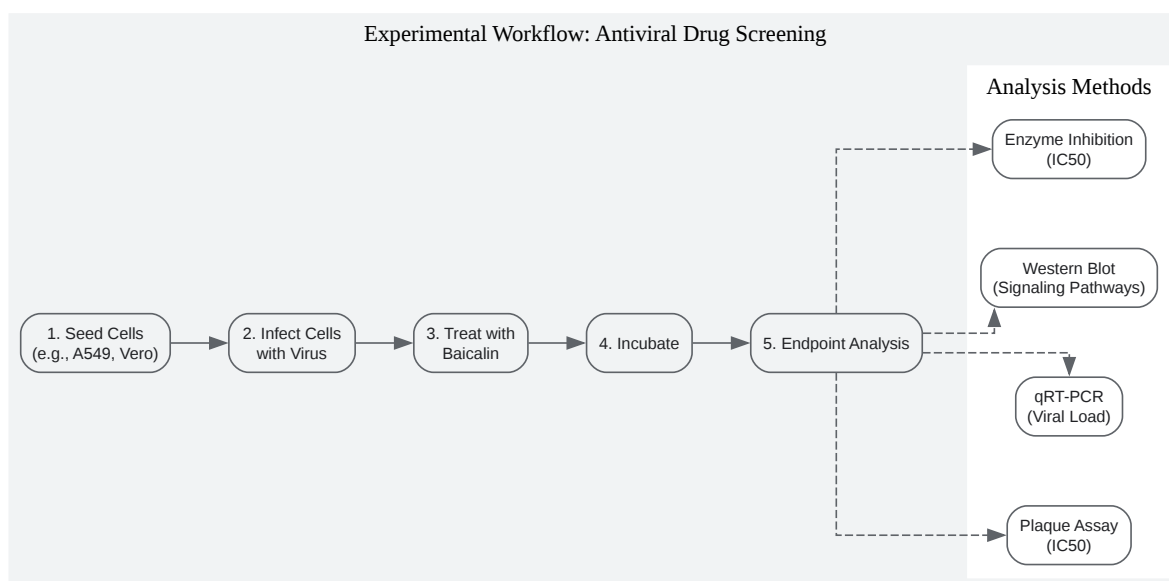 Experimental Workflow: Antiviral Drug Screening
Analysis Methods
Enzyme Inhibition
(IC50)
Western Blot
(Signaling Pathways)
1. Seed Cells
(e.g., A549, Vero)
2. Infect Cells
with Virus
3. Treat with
Baicalin
4. Incubate
5. Endpoint Analysis
qRT-PCR
(Viral Load)
Plaque Assay
(IC50)